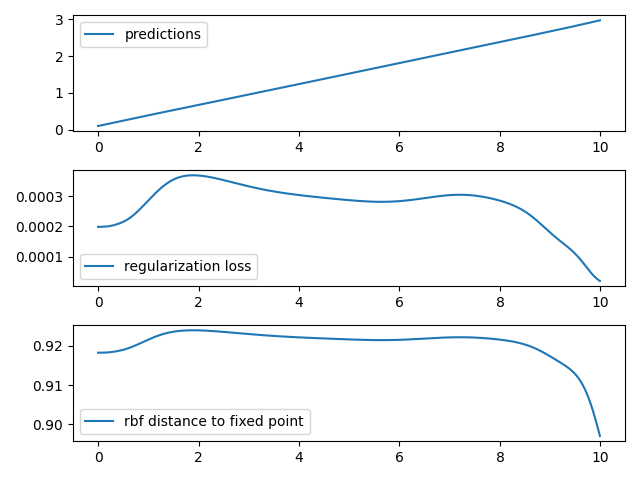 3
2
1
0
predictions
0 2 4 6 8 10
0.0003
0.0002
0.0001
regularization loss
0 2 4 6 8 10
0.92
0.91
0.90
rbf distance to fixed point
0 2 4 6 8 10